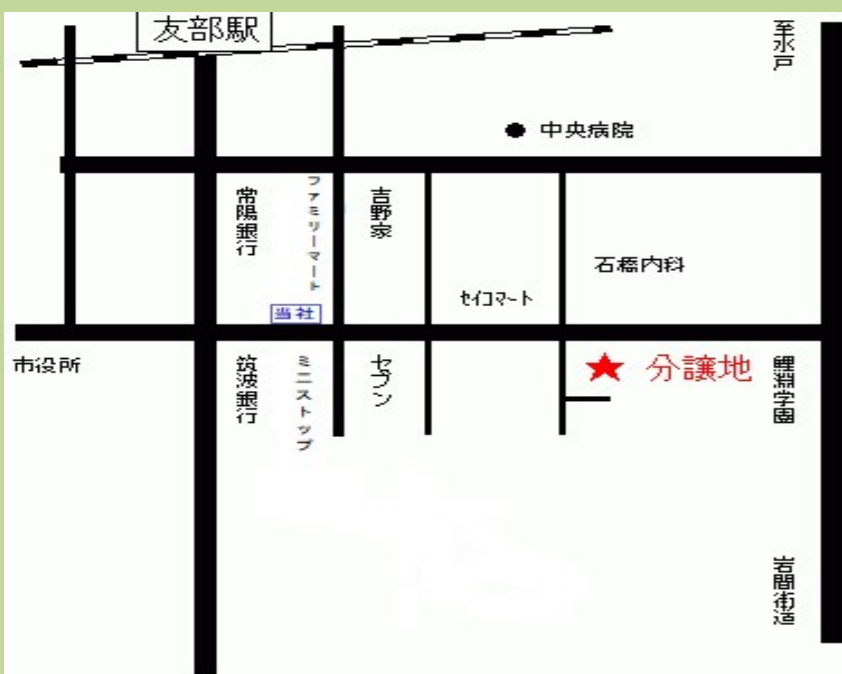 友部駅
至水戸
中央病院
常陽銀行
ファミリーマート
吉野家
石橋内科
セイコマート
当社
市役所
筑波銀行
ミニストップ
セブン
分譲地
鯉淵学園
岩間街道